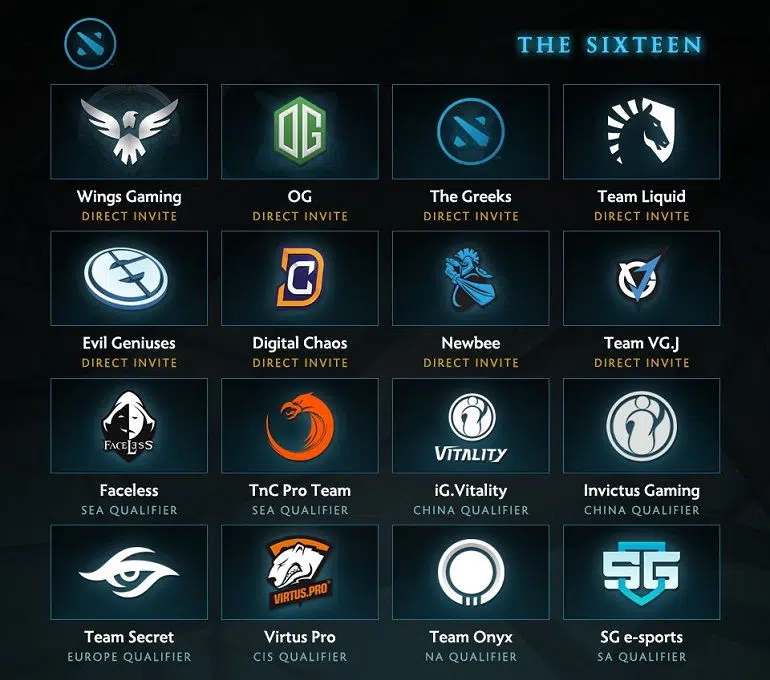 THE SIXTEEN
OG
Wings Gaming
DIRECT INVITE
OG
DIRECT INVITE
The Greeks
DIRECT INVITE
Team Liquid
DIRECT INVITE
DC
VG
Evil Geniuses
DIRECT INVITE
Digital Chaos
DIRECT INVITE
Newbee
DIRECT INVITE
Team VG.J
DIRECT INVITE
FACEL3SS
VITALITY
Faceless
SEA QUALIFIER
TnC Pro Team
SEA QUALIFIER
iG.Vitality
CHINA QUALIFIER
Invictus Gaming
CHINA QUALIFIER
VIRTUS.PRO
SG
Team Secret
EUROPE QUALIFIER
Virtus Pro
CIS QUALIFIER
Team Onyx
NA QUALIFIER
SG e-sports
SA QUALIFIER